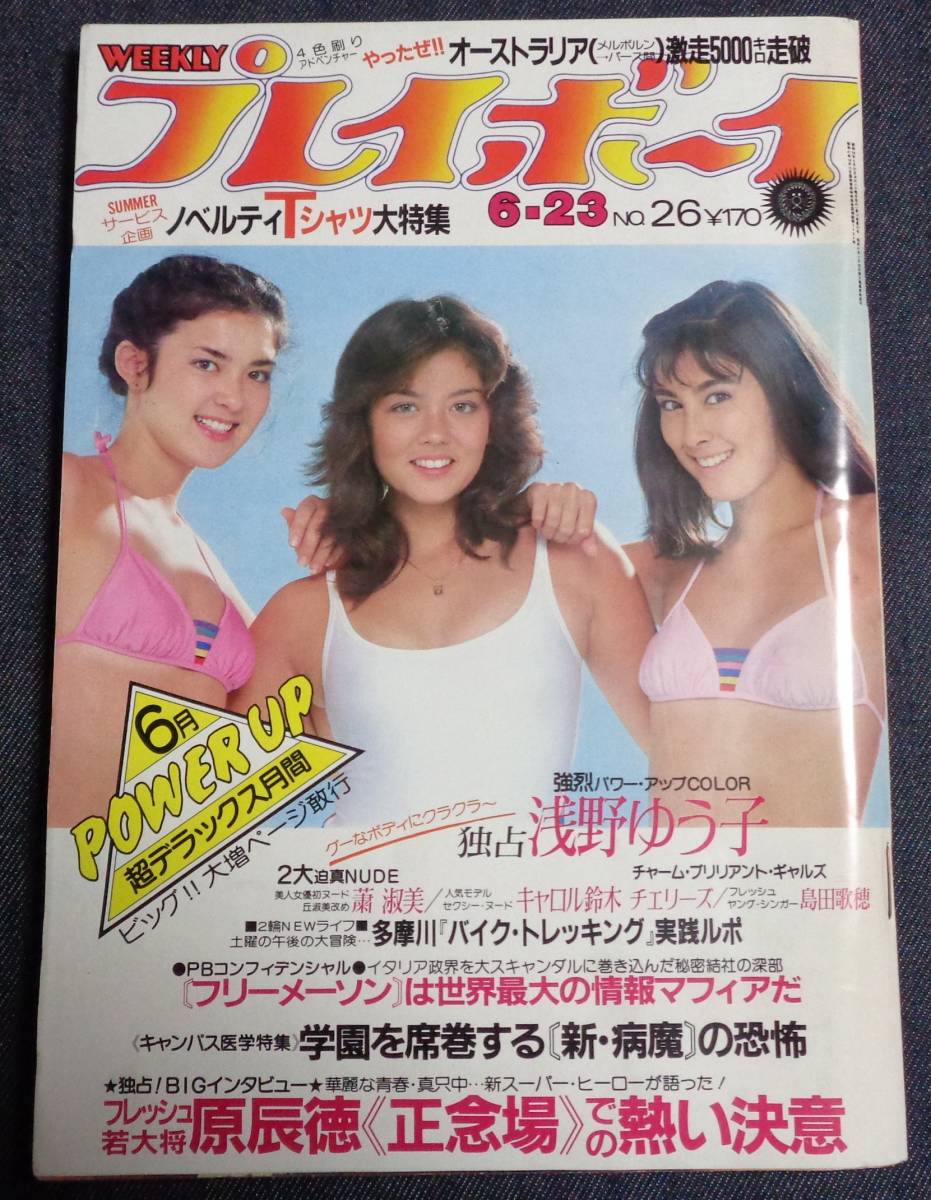 WEEKLY
4色刷り
アドベンチャー
やったぜ!! オーストラリア(メルボルン→パース間)激走5000キロ走破
プレイボーイ
SUMMER
サービス
企画
ノベルティTシャツ大特集
6・23 NO. 26 ¥170
6月
POWER UP
超デラックス月間
ビッグ!! 大増ページ敢行
強烈パワー・アップCOLOR
グーなボディにクラクラ〜
独占 浅野ゆう子
2大迫真NUDE
チャーム・ブリリアント・ギャルズ
美人女優初ヌード
丘淑美改め
蕭 淑美/人気モデル
セクシー・ヌード
キャロル鈴木 チェリーズ/フレッシュ
ヤング・シンガー
島田歌穂
■2輪NEWライフ■
土曜の午後の大冒険…
多摩川『バイク・トレッキング』実践ルポ
●PBコンフィデンシャル●イタリア政界を大スキャンダルに巻き込んだ秘密結社の深部
〔フリーメーソン〕は世界最大の情報マフィアだ
《キャンパス医学特集》学園を席巻する〔新・病魔〕の恐怖
★独占!BIGインタビュー★華麗な青春・真只中…新スーパー・ヒーローが語った!
フレッシュ
若大将
原辰徳《正念場》での熱い決意